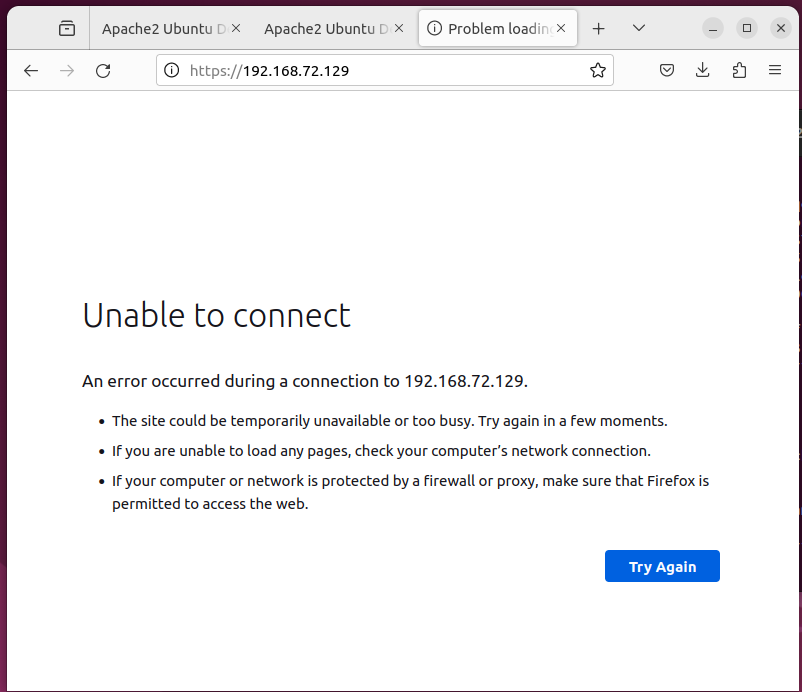 Apache2 Ubuntu D
Apache2 Ubuntu D
Problem loading
https://192.168.72.129
Unable to connect
An error occurred during a connection to 192.168.72.129.
• The site could be temporarily unavailable or too busy. Try again in a few moments.
• If you are unable to load any pages, check your computer’s network connection.
• If your computer or network is protected by a firewall or proxy, make sure that Firefox is
permitted to access the web.
Try Again